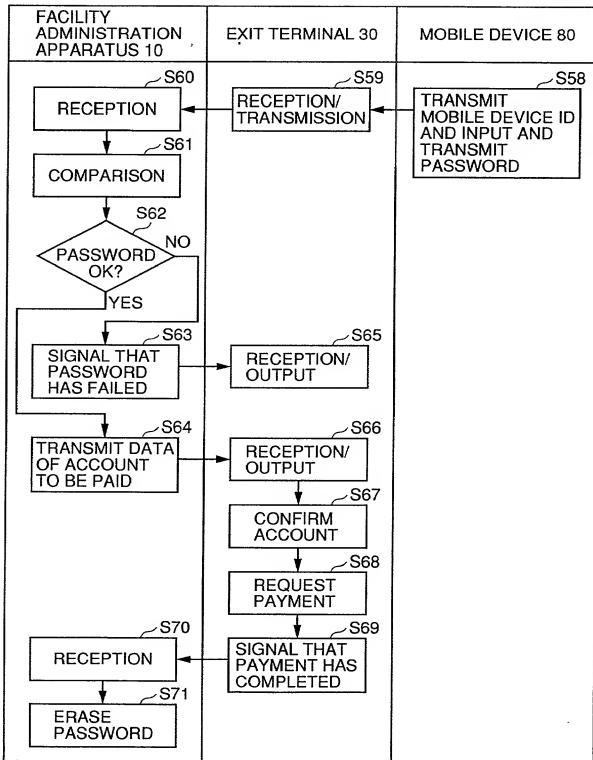 FACILITY
ADMINISTRATION
APPARATUS 10
EXIT TERMINAL 30
MOBILE DEVICE 80
S60
RECEPTION
S59
RECEPTION/
TRANSMISSION
S58
TRANSMIT
MOBILE DEVICE ID
AND INPUT AND
TRANSMIT
PASSWORD
S61
COMPARISON
S62
PASSWORD
OK?
NO
YES
S63
SIGNAL THAT
PASSWORD
HAS FAILED
S65
RECEPTION/
OUTPUT
S64
TRANSMIT DATA
OF ACCOUNT
TO BE PAID
S66
RECEPTION/
OUTPUT
S67
CONFIRM
ACCOUNT
S68
REQUEST
PAYMENT
S69
SIGNAL THAT
PAYMENT HAS
COMPLETED
S70
RECEPTION
S71
ERASE
PASSWORD